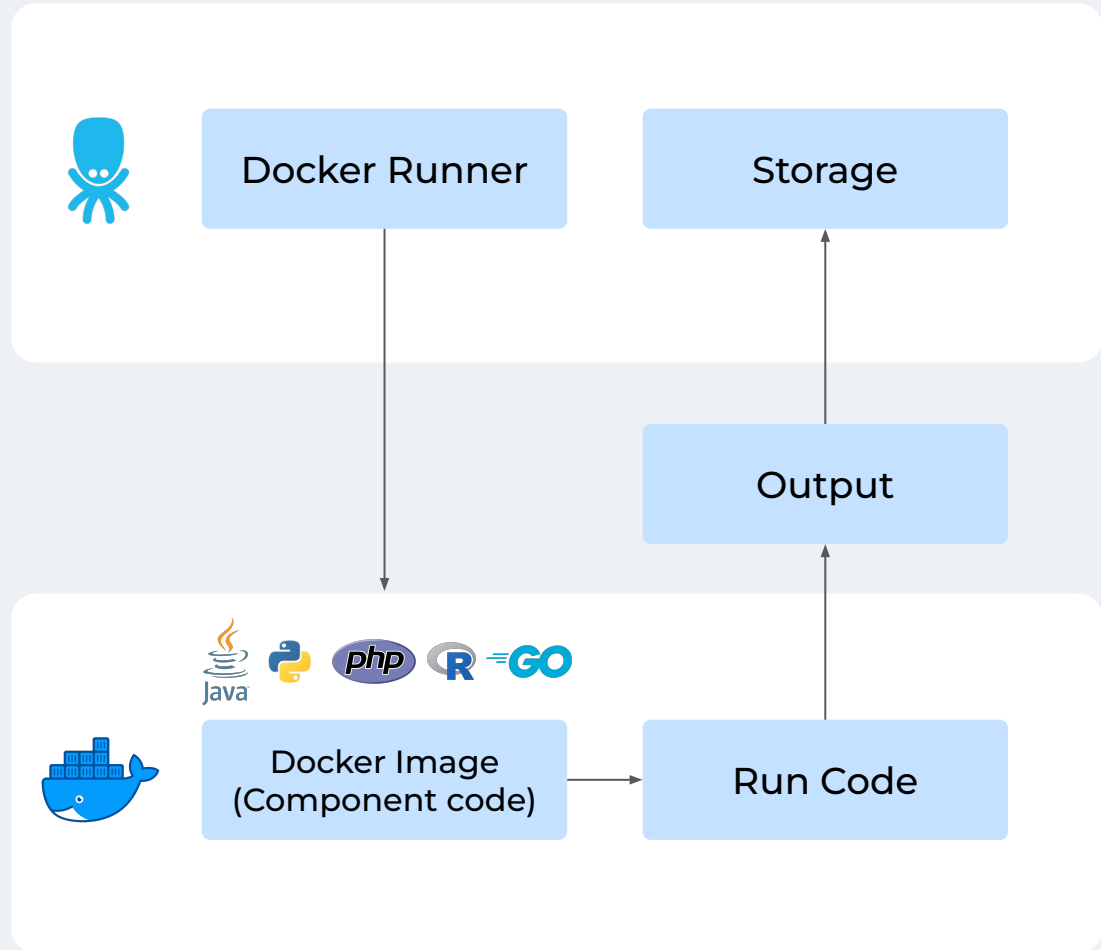 Docker Runner
Storage
Output
Java
php
R
GO
Docker Image
(Component code)
Run Code